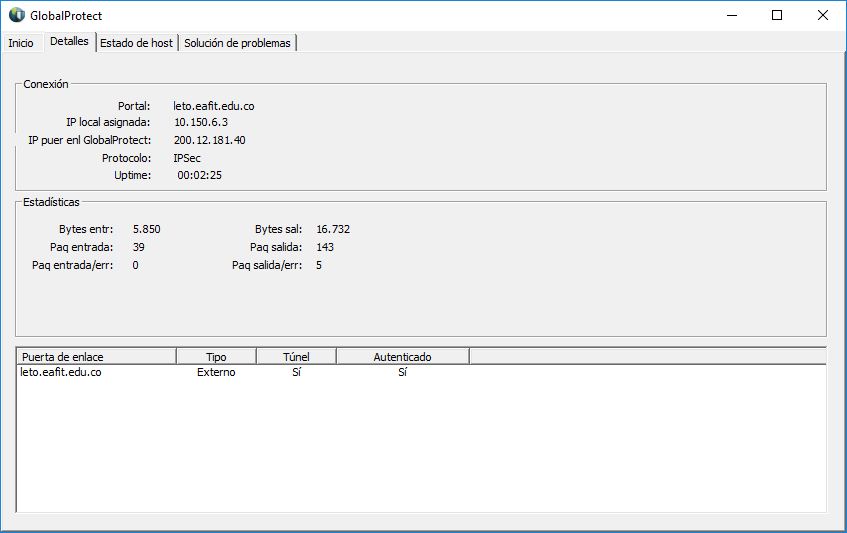 GlobalProtect
Inicio Detalles Estado de host Solución de problemas
Conexión
Portal: leto.eafit.edu.co
IP local asignada: 10.150.6.3
IP puer enl GlobalProtect: 200.12.181.40
Protocolo: IPSec
Uptime: 00:02:25
Estadísticas
Bytes entr: 5.850 Bytes sal: 16.732
Paq entrada: 39 Paq salida: 143
Paq entrada/err: 0 Paq salida/err: 5
Puerta de enlace Tipo Túnel Autenticado
leto.eafit.edu.co Externo Sí Sí